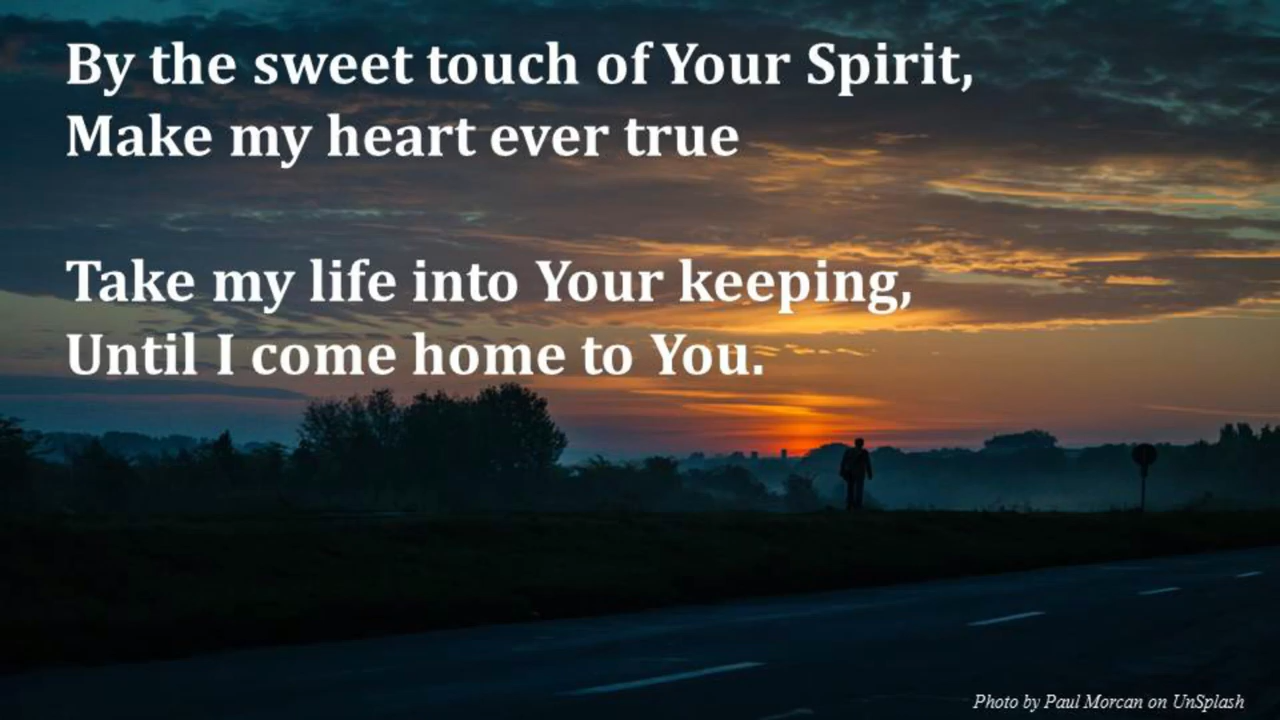 By the sweet touch of Your Spirit,
Make my heart ever true
Take my life into Your keeping,
Until I come home to You.
Photo by Paul Morcan on UnSplash